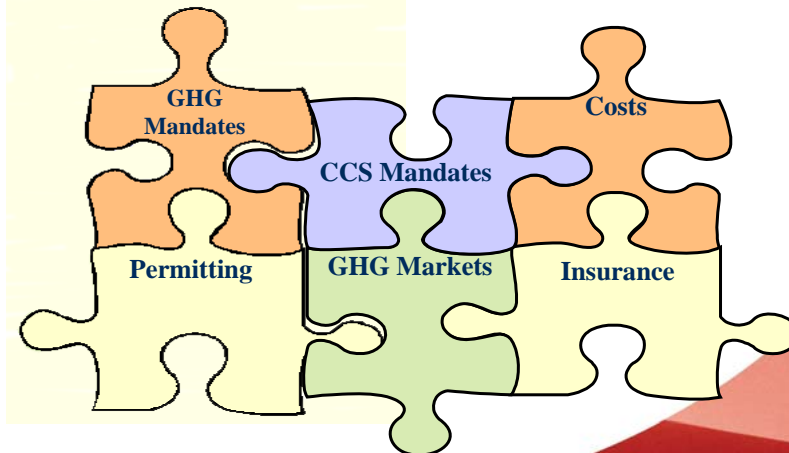 GHG
Mandates
CCS Mandates
Costs
Permitting
GHG Markets
Insurance